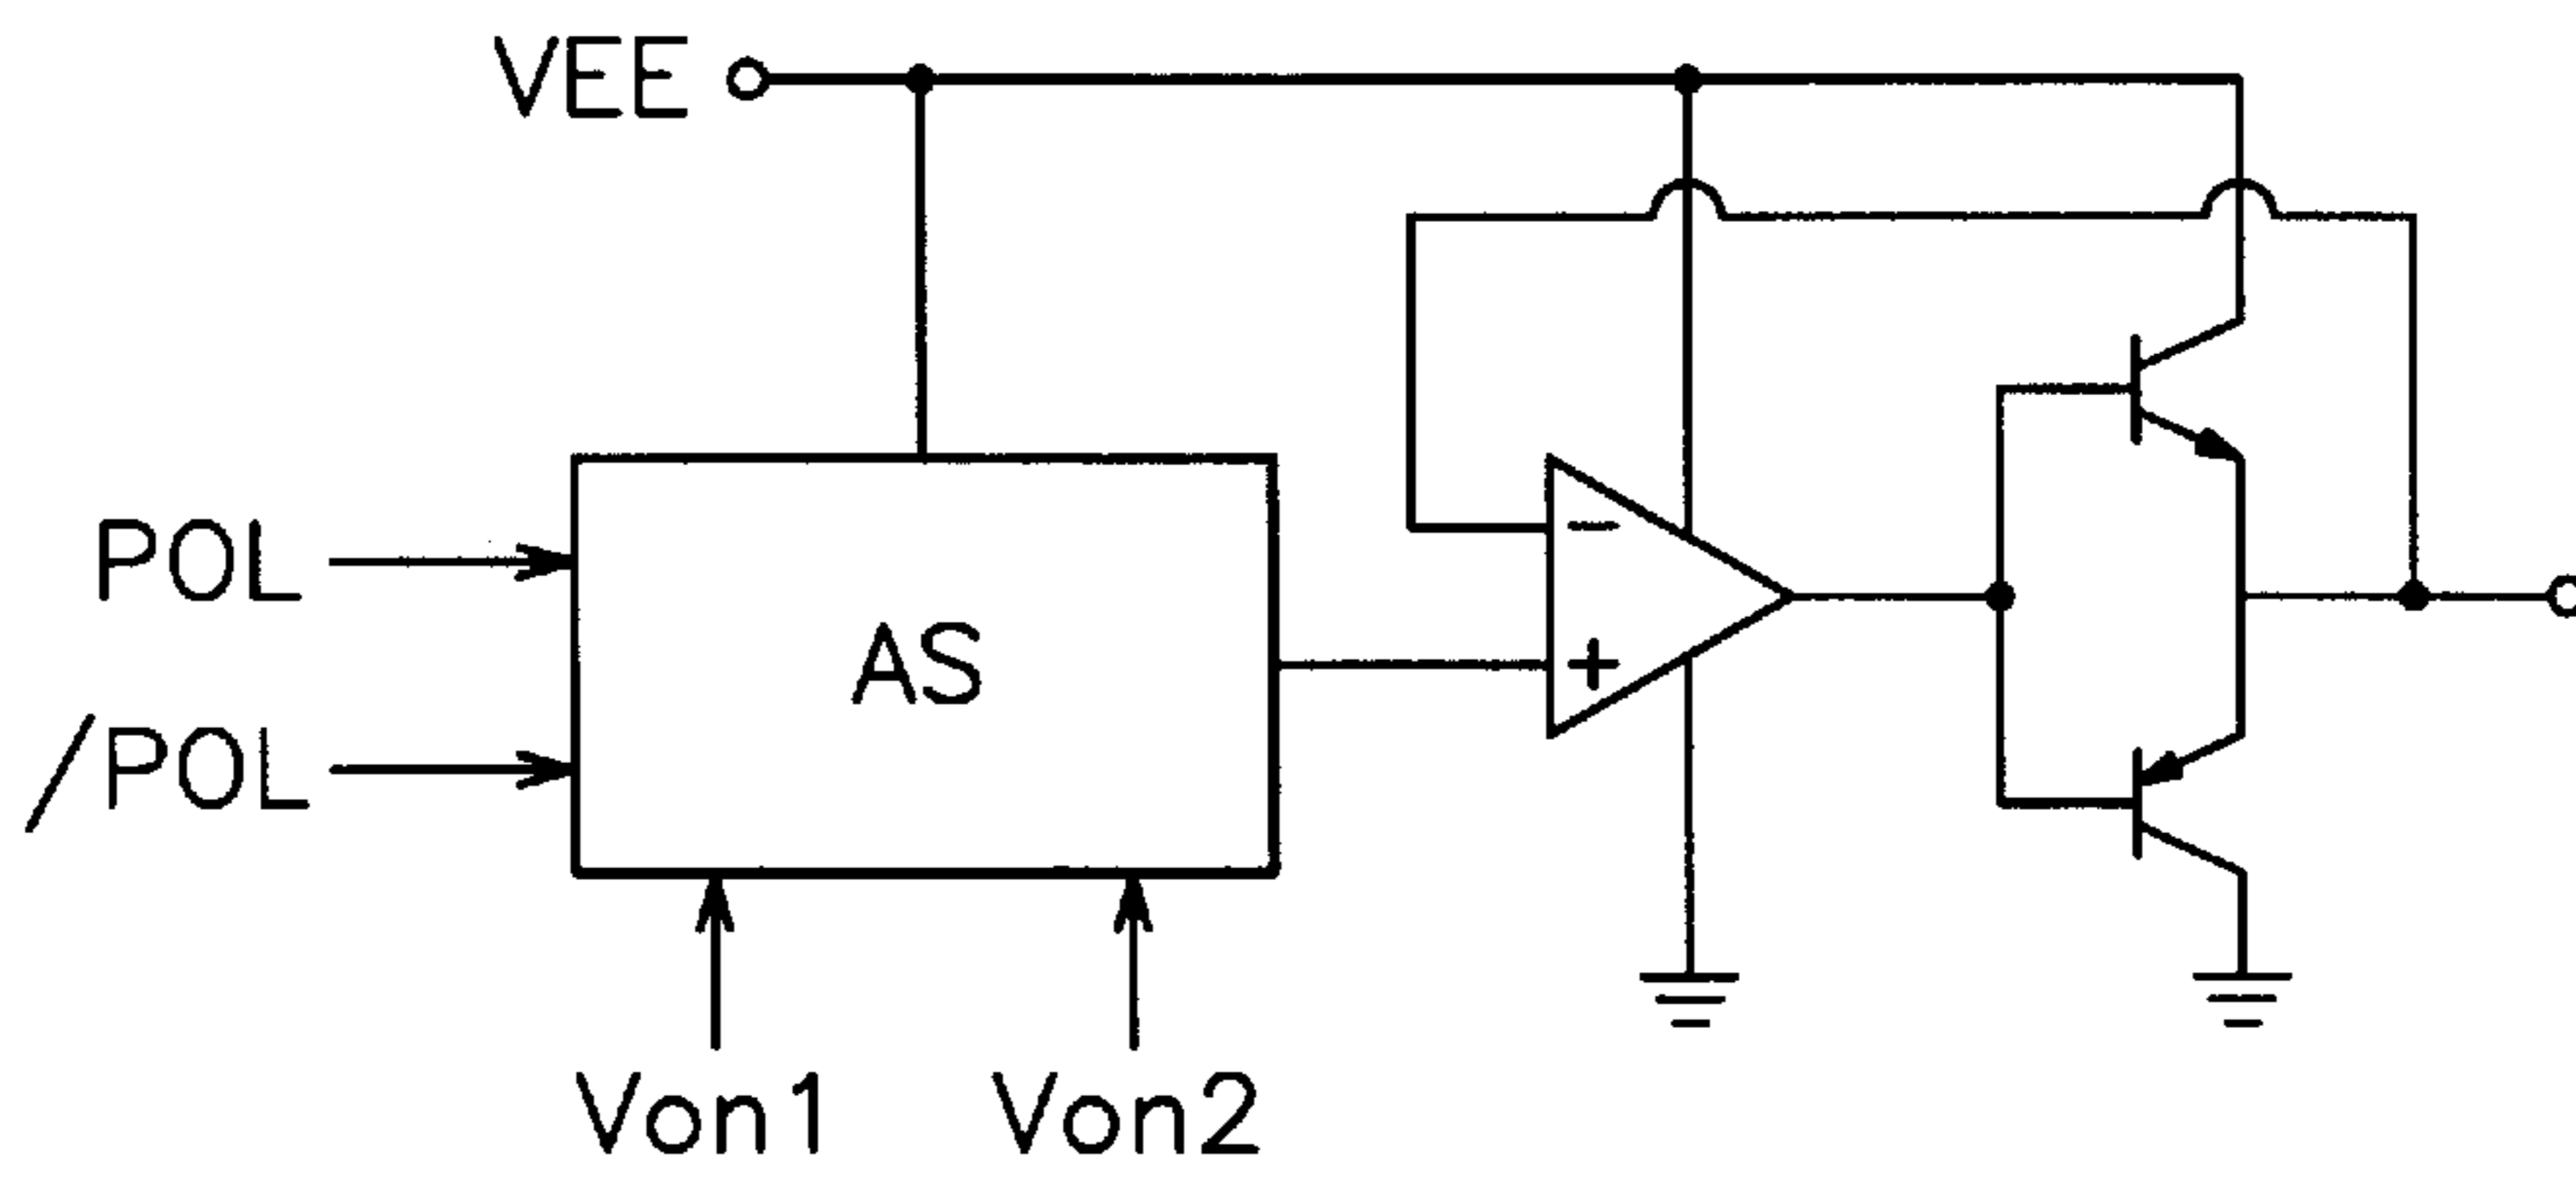 VEE
POL
AS
/POL
Von1 Von2
−
+